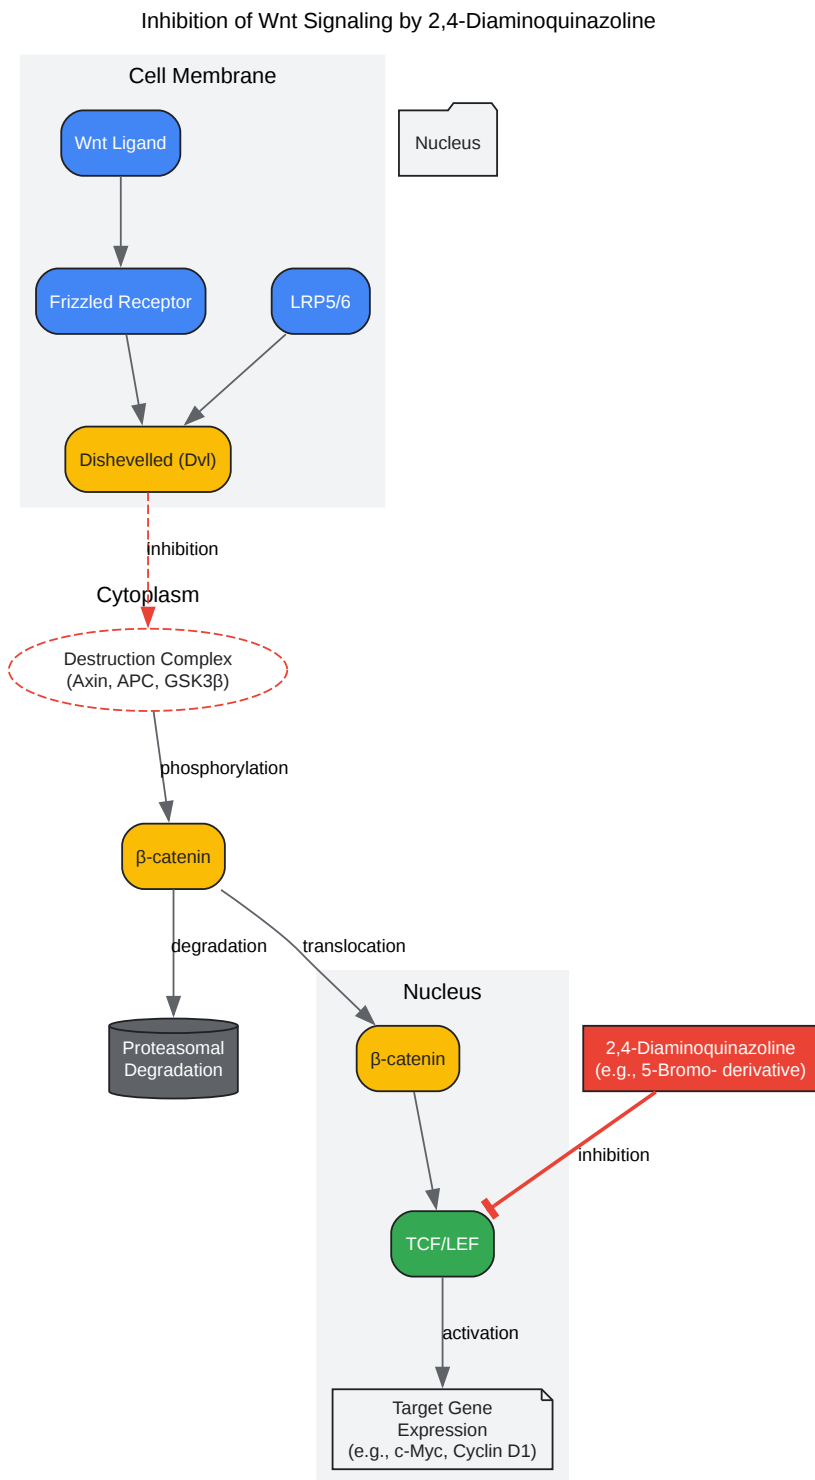 Inhibition of Wnt Signaling by 2,4-Diaminoquinazoline
Cell Membrane
Wnt Ligand
Nucleus
Frizzled Receptor
LRP5/6
Dishevelled (Dvl)
inhibition
Cytoplasm
Destruction Complex
(Axin, APC, GSK3β)
phosphorylation
β-catenin
degradation
translocation
Nucleus
Proteasomal
Degradation
β-catenin
2,4-Diaminoquinazoline
(e.g., 5-Bromo- derivative)
inhibition
TCF/LEF
activation
Target Gene
Expression
(e.g., c-Myc, Cyclin D1)